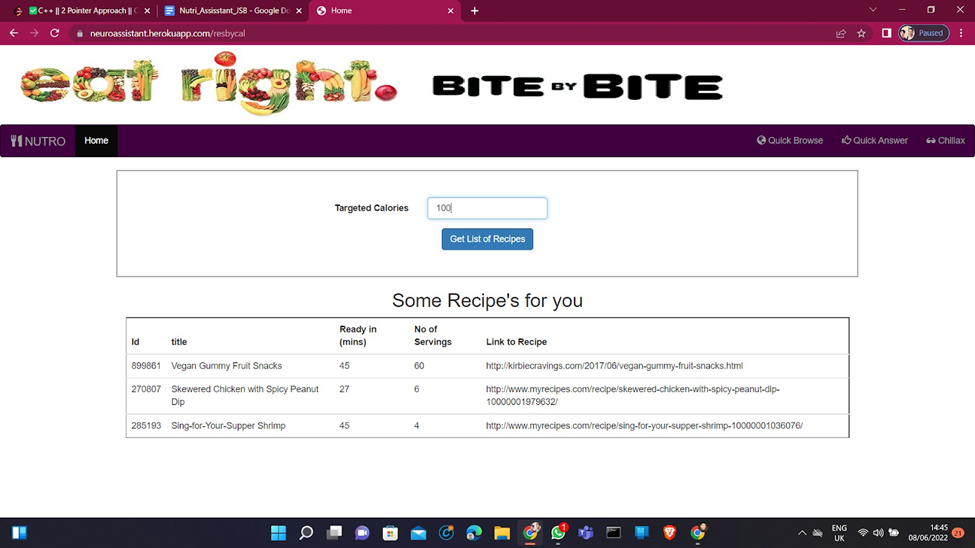 C++ || 2 Pointer Approach || C
Nutri_Assisstant_JSB - Google Do
Home
neuroassistant.herokuapp.com/resbycal
Paused
eat right. BITE BY BITE
NUTRO Home Quick Browse Quick Answer Chillax
Targeted Calories 100
Get List of Recipes
Some Recipe's for you
Id title Ready in (mins) No of Servings Link to Recipe
899861 Vegan Gummy Fruit Snacks 45 60 http://kirbiecravings.com/2017/06/vegan-gummy-fruit-snacks.html
270807 Skewered Chicken with Spicy Peanut 27 6 http://www.myrecipes.com/recipe/skewered-chicken-with-spicy-peanut-dip-
Dip 10000001979632/
285193 Sing-for-Your-Supper Shrimp 45 4 http://www.myrecipes.com/recipe/sing-for-your-supper-shrimp-10000001036076/
1
ENG 14:45
UK 08/06/2022 21